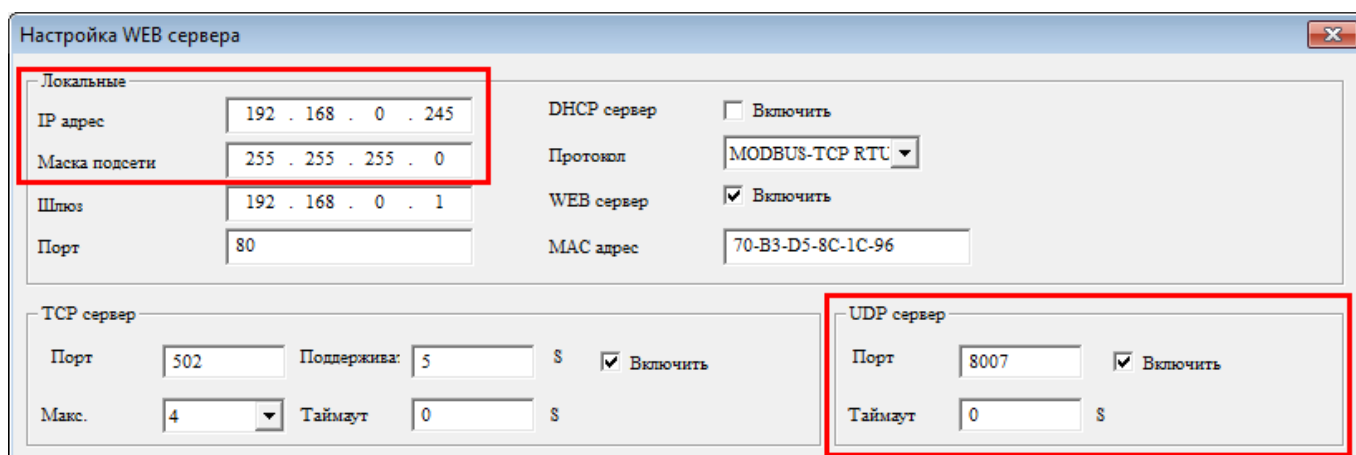 Настройка WEB сервера
Локальные
IP адрес 192 . 168 . 0 . 245 DHCP сервер Включить
Маска подсети 255 . 255 . 255 . 0 Протокол MODBUS-TCP RTU
Шлюз 192 . 168 . 0 . 1 WEB сервер Включить
Порт 80 MAC адрес 70-B3-D5-8C-1C-96
TCP сервер UDP сервер
Порт 502 Поддержива: 5 S Включить Порт 8007 Включить
Макс. 4 Таймаут 0 S Таймаут 0 S